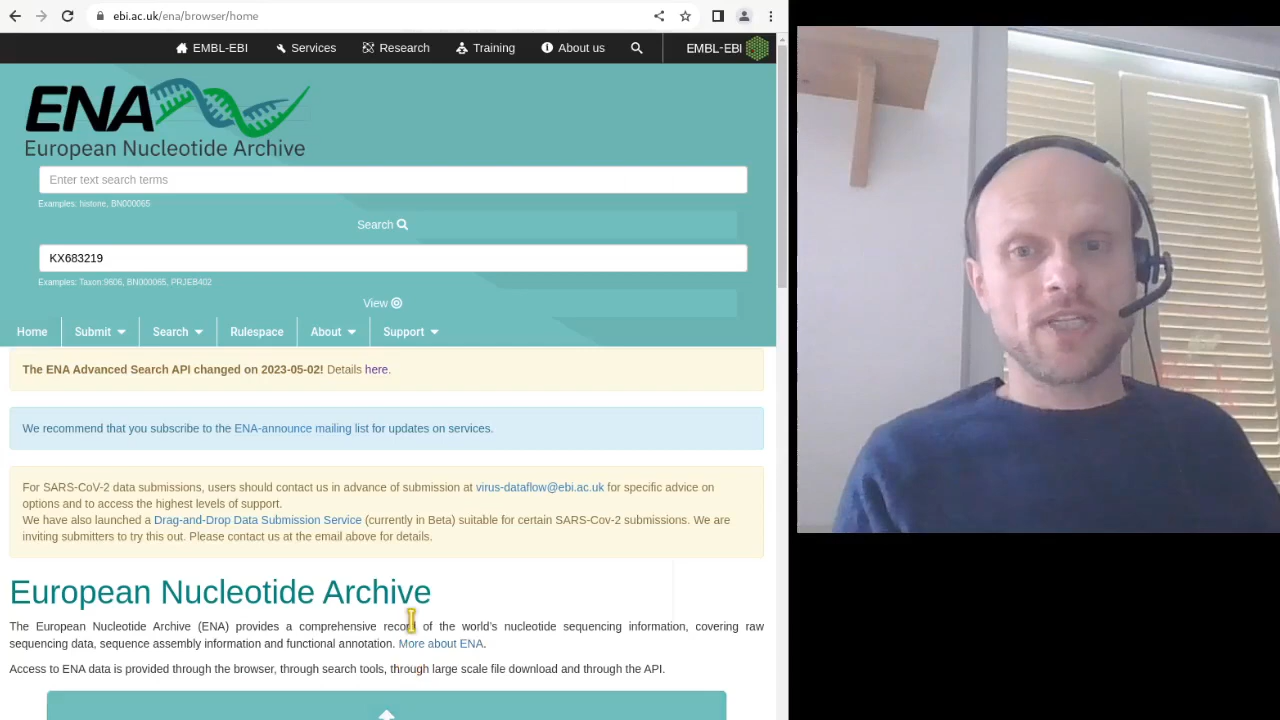 ebi.ac.uk/ena/browser/home
EMBL-EBI Services Research Training About us EMBL-EBI
ENA
European Nucleotide Archive
Enter text search terms
Examples: histone, BN000065
Search
KX683219
Examples: Taxon:9606, BN000065, PRJEB402
View
Home Submit Search Rulespace About Support
The ENA Advanced Search API changed on 2023-05-02! Details here.
We recommend that you subscribe to the ENA-announce mailing list for updates on services.
For SARS-CoV-2 data submissions, users should contact us in advance of submission at virus-dataflow@ebi.ac.uk for specific advice on
options and to access the highest levels of support.
We have also launched a Drag-and-Drop Data Submission Service (currently in Beta) suitable for certain SARS-Cov-2 submissions. We are
inviting submitters to try this out. Please contact us at the email above for details.
European Nucleotide Archive
The European Nucleotide Archive (ENA) provides a comprehensive record of the world's nucleotide sequencing information, covering raw
sequencing data, sequence assembly information and functional annotation. More about ENA.
Access to ENA data is provided through the browser, through search tools, through large scale file download and through the API.